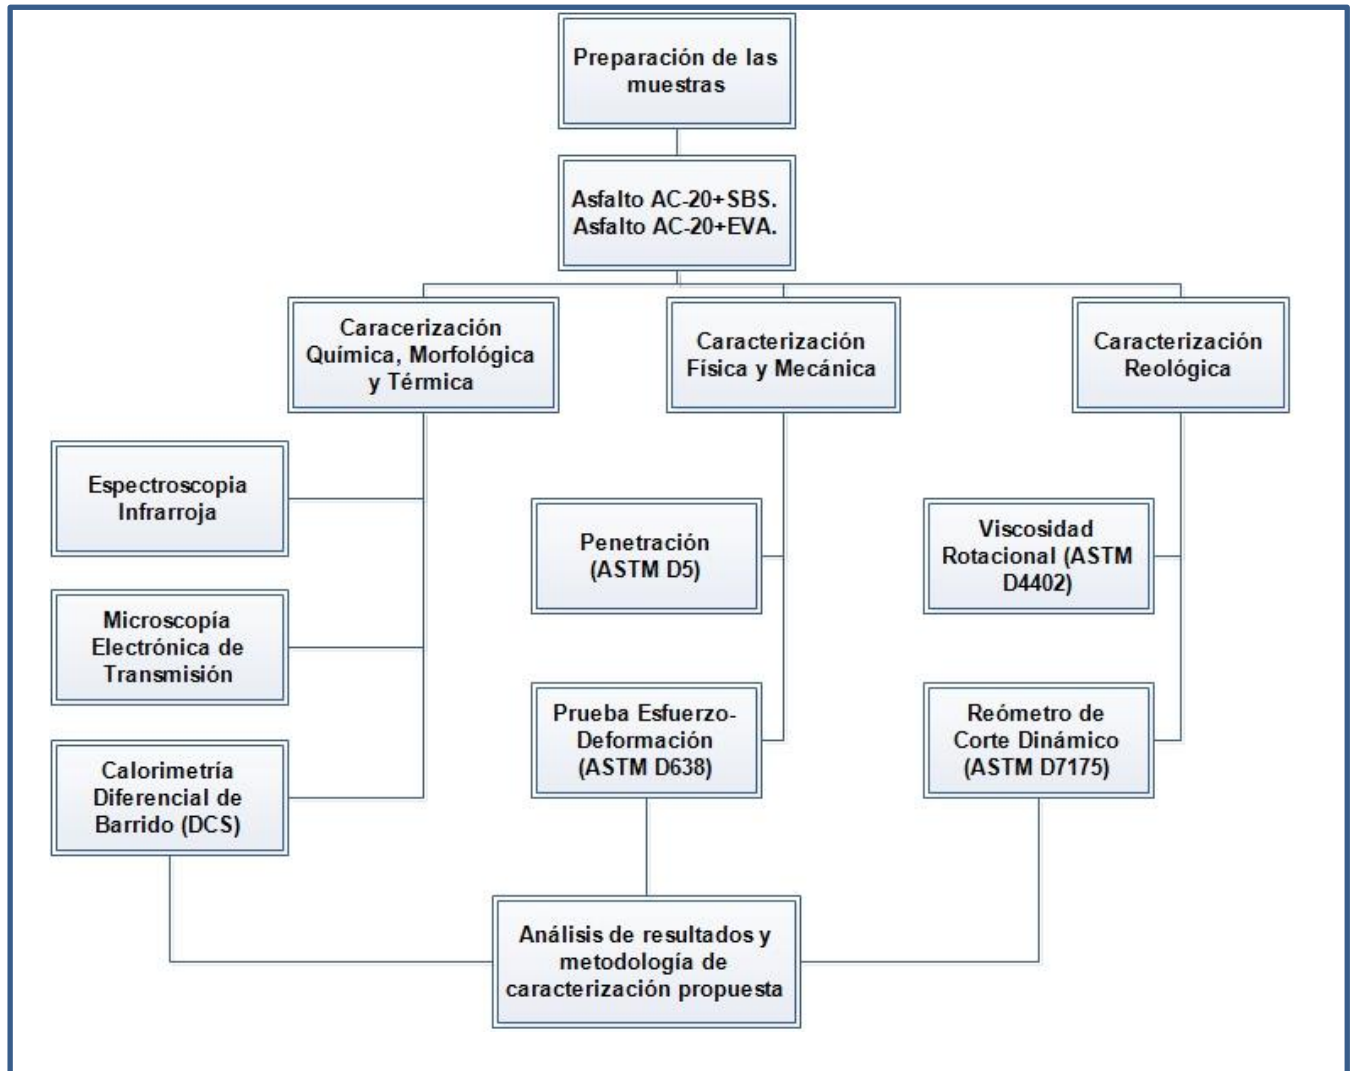 Preparación de las
muestras
Asfalto AC-20+SBS.
Asfalto AC-20+EVA.
Caracerización
Química, Morfológica
y Térmica
Caracterización
Física y Mecánica
Caracterización
Reológica
Espectroscopia
Infrarroja
Penetración
(ASTM D5)
Viscosidad
Rotacional (ASTM
D4402)
Microscopía
Electrónica de
Transmisión
Prueba Esfuerzo-
Deformación
(ASTM D638)
Reómetro de
Corte Dinámico
(ASTM D7175)
Calorimetría
Diferencial de
Barrido (DCS)
Análisis de resultados y
metodología de
caracterización propuesta